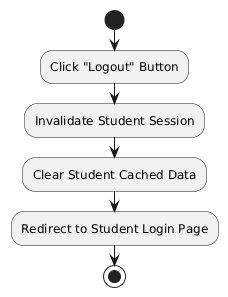 Click "Logout" Button
Invalidate Student Session
Clear Student Cached Data
Redirect to Student Login Page